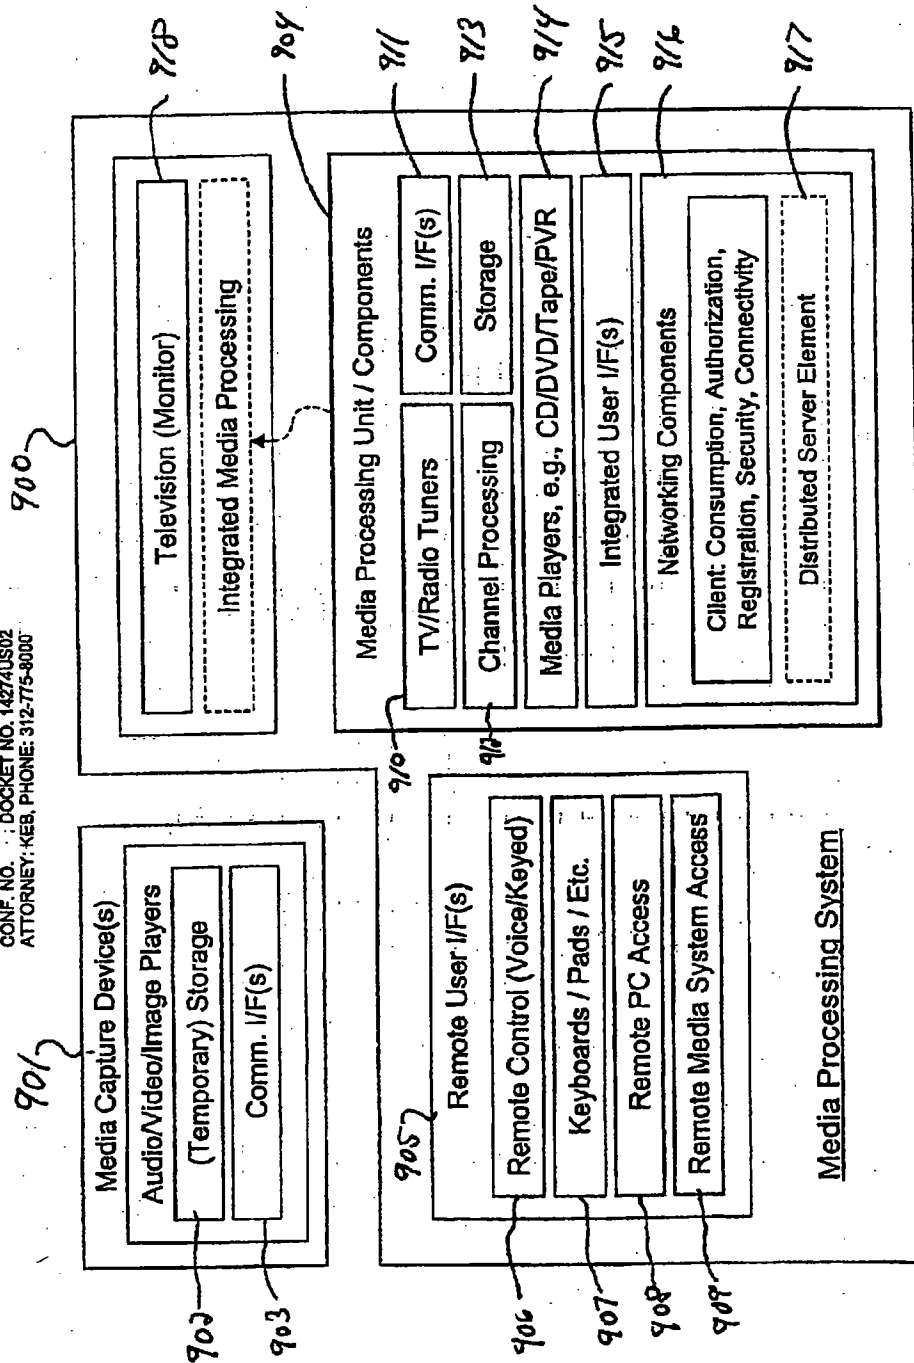 CONF. NO. : DOCKET NO. 14274US02
ATTORNEY: KEB, PHONE: 312-775-8000
901
900
Media Capture Device(s)
Audio/Video/Image Players
(Temporary) Storage
Comm. I/F(s)
902
903
Television (Monitor)
Integrated Media Processing
918
904
Media Processing Unit / Components
910
TV/Radio Tuners
Comm. I/F(s)
911
912
Channel Processing
Storage
913
Media Players, e.g., CD/DVD/Tape/PVR
914
Integrated User I/F(s)
915
Networking Components
916
Client: Consumption, Authorization,
Registration, Security, Connectivity
Distributed Server Element
917
905
Remote User I/F(s)
Remote Control (Voice/Keyed)
906
Keyboards / Pads / Etc.
907
Remote PC Access
908
Remote Media System Access
909
Media Processing System